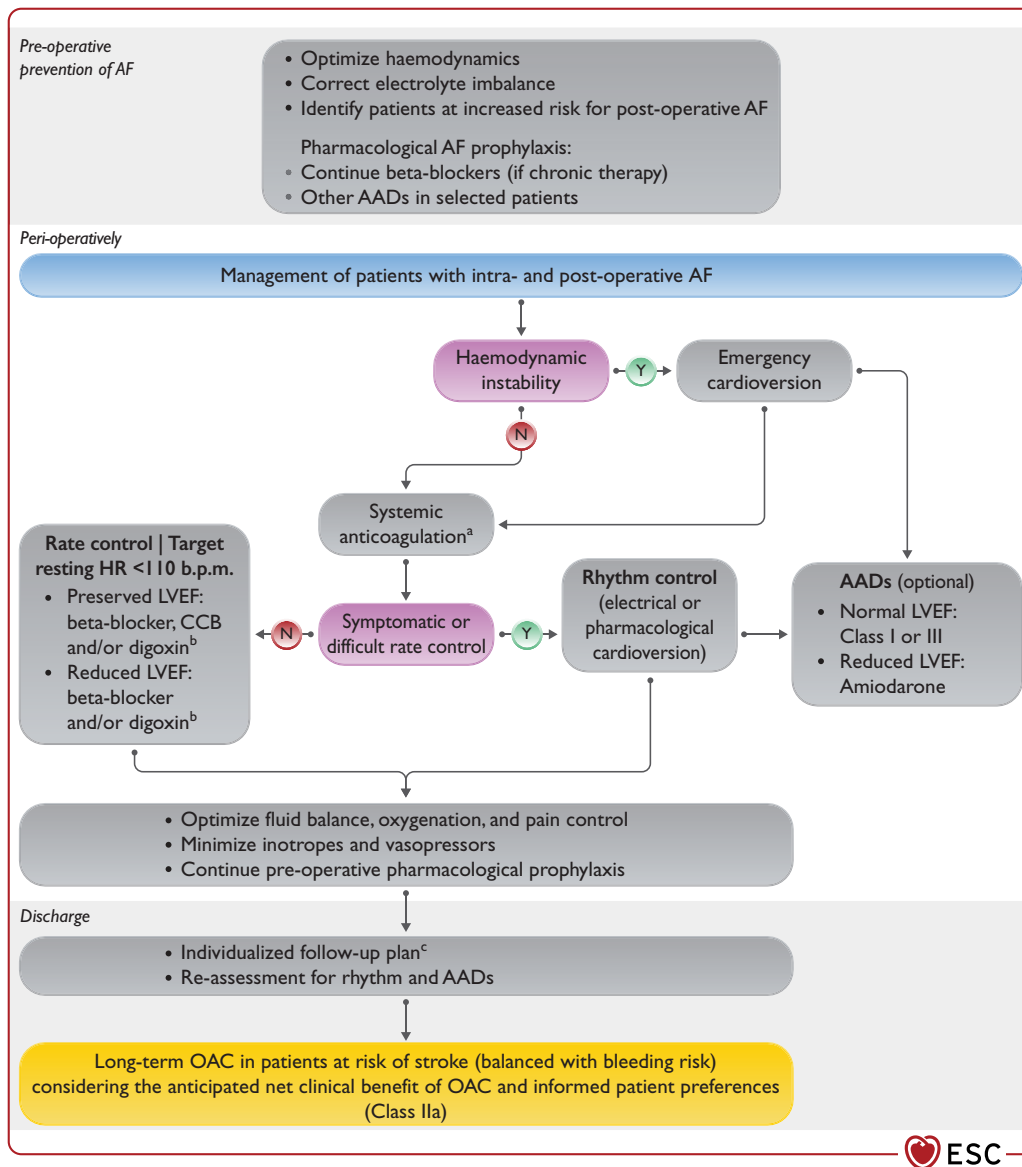 Pre-operative
prevention of AF
• Optimize haemodynamics
• Correct electrolyte imbalance
• Identify patients at increased risk for post-operative AF
Pharmacological AF prophylaxis:
• Continue beta-blockers (if chronic therapy)
• Other AADs in selected patients
Peri-operatively
Management of patients with intra- and post-operative AF
Haemodynamic
instability
Y
Emergency
cardioversion
N
Systemic
anticoagulationᵃ
Rate control | Target
resting HR <110 b.p.m.
• Preserved LVEF:
beta-blocker, CCB
and/or digoxinᵇ
• Reduced LVEF:
beta-blocker
and/or digoxinᵇ
N
Symptomatic or
difficult rate control
Y
Rhythm control
(electrical or
pharmacological
cardioversion)
AADs (optional)
• Normal LVEF:
Class I or III
• Reduced LVEF:
Amiodarone
• Optimize fluid balance, oxygenation, and pain control
• Minimize inotropes and vasopressors
• Continue pre-operative pharmacological prophylaxis
Discharge
• Individualized follow-up planᶜ
• Re-assessment for rhythm and AADs
Long-term OAC in patients at risk of stroke (balanced with bleeding risk)
considering the anticipated net clinical benefit of OAC and informed patient preferences
(Class IIa)
ESC